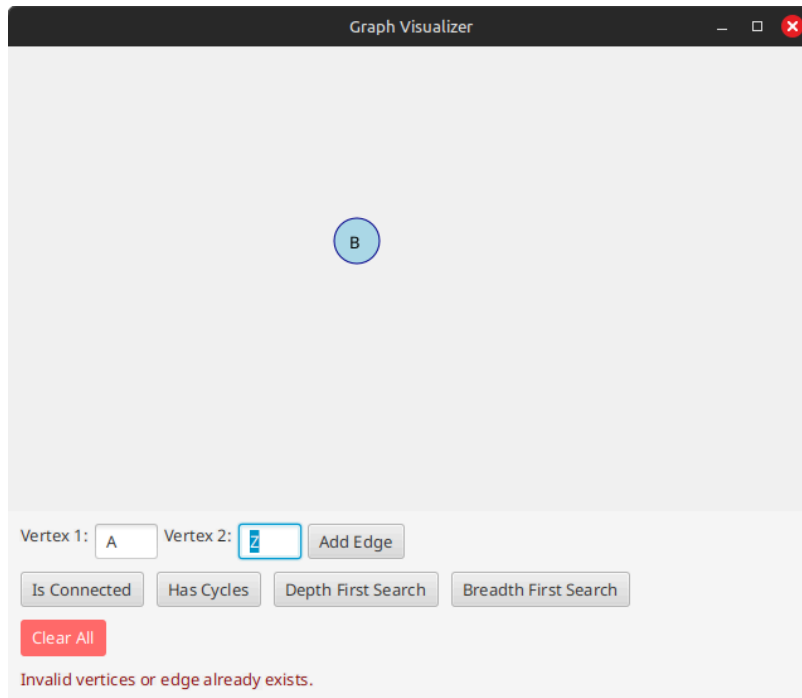 Graph Visualizer
B
Vertex 1: A Vertex 2: Z Add Edge
Is Connected Has Cycles Depth First Search Breadth First Search
Clear All
Invalid vertices or edge already exists.